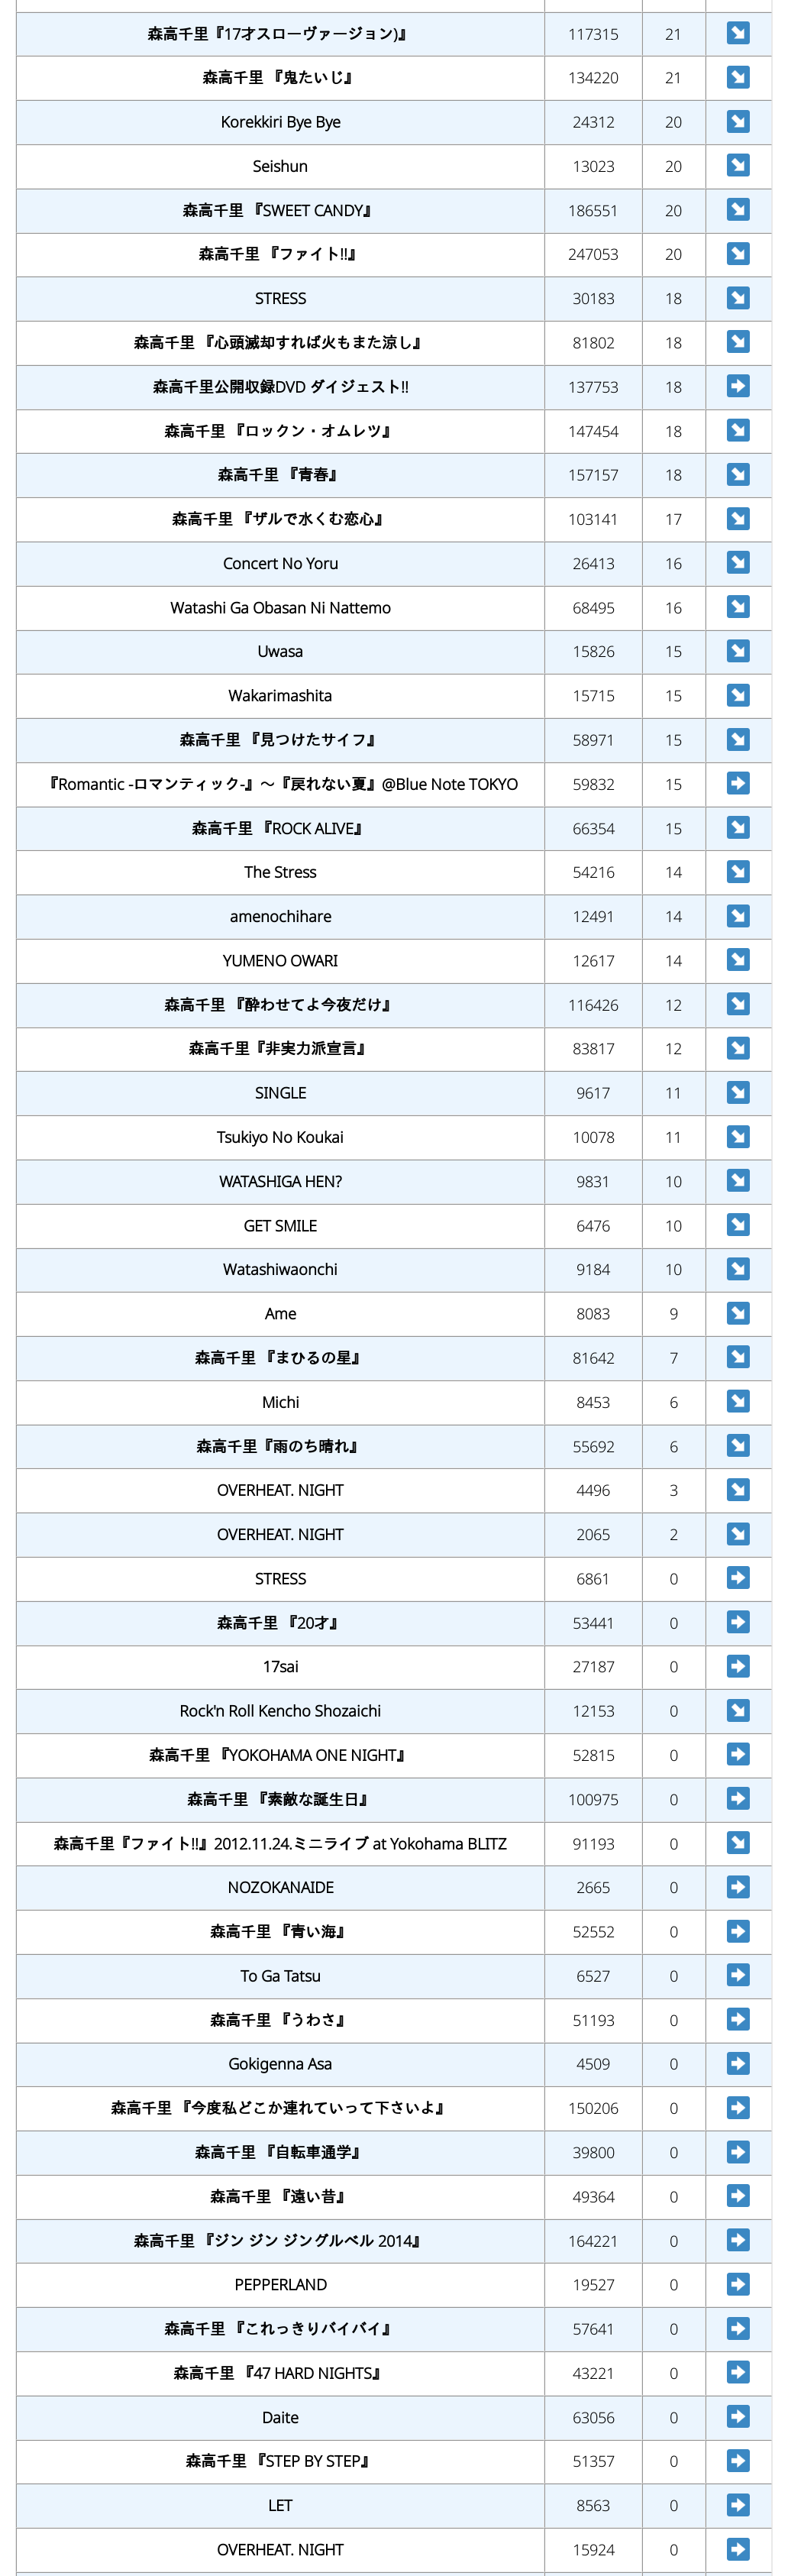 森高千里『17才スローヴァージョン)』 117315 21 ↘
森高千里 『鬼たいじ』 134220 21 ↘
Korekkiri Bye Bye 24312 20 ↘
Seishun 13023 20 ↘
森高千里 『SWEET CANDY』 186551 20 ↘
森高千里 『ファイト!!』 247053 20 ↘
STRESS 30183 18 ↘
森高千里 『心頭滅却すれば火もまた涼し』 81802 18 ↘
森高千里公開収録DVD ダイジェスト!! 137753 18 ➡
森高千里 『ロックン・オムレツ』 147454 18 ↘
森高千里 『青春』 157157 18 ↘
森高千里 『ザルで水くむ恋心』 103141 17 ↘
Concert No Yoru 26413 16 ↘
Watashi Ga Obasan Ni Nattemo 68495 16 ↘
Uwasa 15826 15 ↘
Wakarimashita 15715 15 ↘
森高千里 『見つけたサイフ』 58971 15 ↘
『Romantic -ロマンティック-』～『戻れない夏』@Blue Note TOKYO 59832 15 ➡
森高千里 『ROCK ALIVE』 66354 15 ↘
The Stress 54216 14 ↘
amenochihare 12491 14 ↘
YUMENO OWARI 12617 14 ↘
森高千里 『酔わせてよ今夜だけ』 116426 12 ↘
森高千里『非実力派宣言』 83817 12 ↘
SINGLE 9617 11 ↘
Tsukiyo No Koukai 10078 11 ↘
WATASHIGA HEN? 9831 10 ↘
GET SMILE 6476 10 ↘
Watashiwaonchi 9184 10 ↘
Ame 8083 9 ↘
森高千里 『まひるの星』 81642 7 ↘
Michi 8453 6 ↘
森高千里『雨のち晴れ』 55692 6 ↘
OVERHEAT. NIGHT 4496 3 ↘
OVERHEAT. NIGHT 2065 2 ↘
STRESS 6861 0 ➡
森高千里 『20才』 53441 0 ➡
17sai 27187 0 ➡
Rock'n Roll Kencho Shozaichi 12153 0 ↘
森高千里 『YOKOHAMA ONE NIGHT』 52815 0 ➡
森高千里 『素敵な誕生日』 100975 0 ➡
森高千里『ファイト!!』2012.11.24.ミニライブ at Yokohama BLITZ 91193 0 ↘
NOZOKANAIDE 2665 0 ➡
森高千里 『青い海』 52552 0 ➡
To Ga Tatsu 6527 0 ➡
森高千里 『うわさ』 51193 0 ➡
Gokigenna Asa 4509 0 ➡
森高千里 『今度私どこか連れていって下さいよ』 150206 0 ➡
森高千里 『自転車通学』 39800 0 ➡
森高千里 『遠い昔』 49364 0 ➡
森高千里 『ジン ジン ジングルベル 2014』 164221 0 ➡
PEPPERLAND 19527 0 ➡
森高千里 『これっきりバイバイ』 57641 0 ➡
森高千里 『47 HARD NIGHTS』 43221 0 ➡
Daite 63056 0 ➡
森高千里 『STEP BY STEP』 51357 0 ➡
LET 8563 0 ➡
OVERHEAT. NIGHT 15924 0 ➡